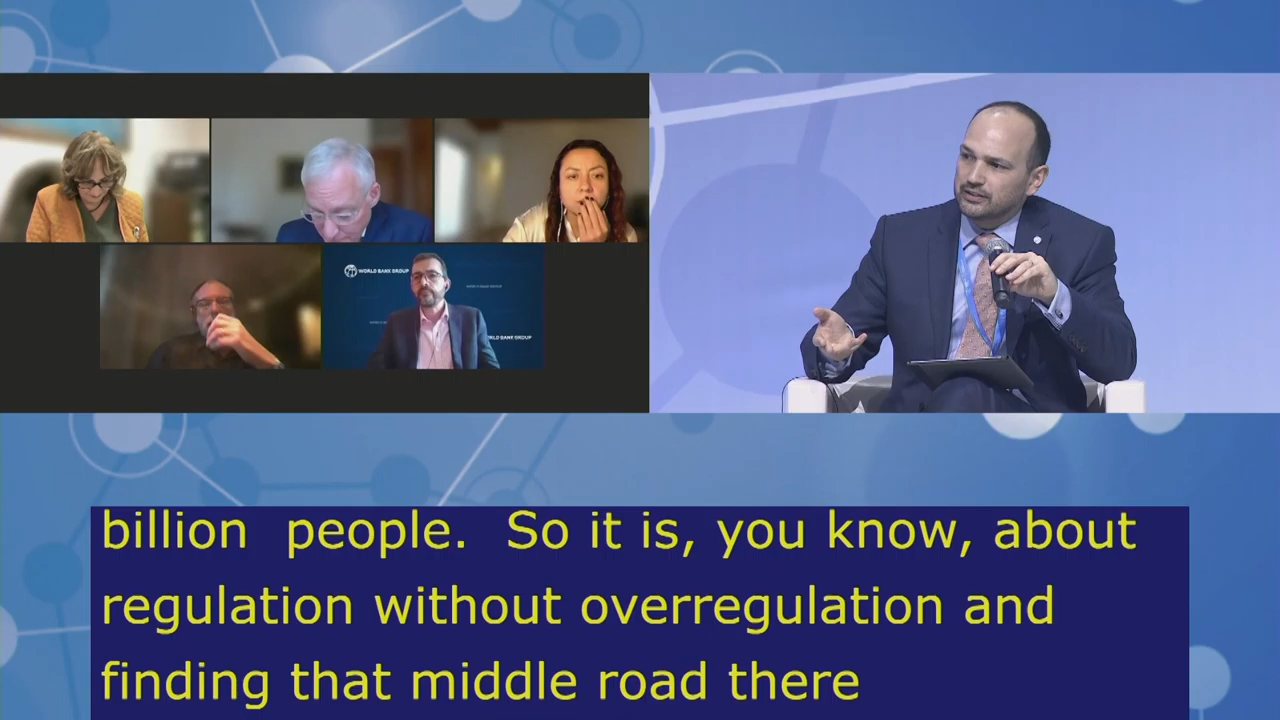 WORLD BANK GROUP
WORLD BANK GROUP
billion people. So it is, you know, about
regulation without overregulation and
finding that middle road there